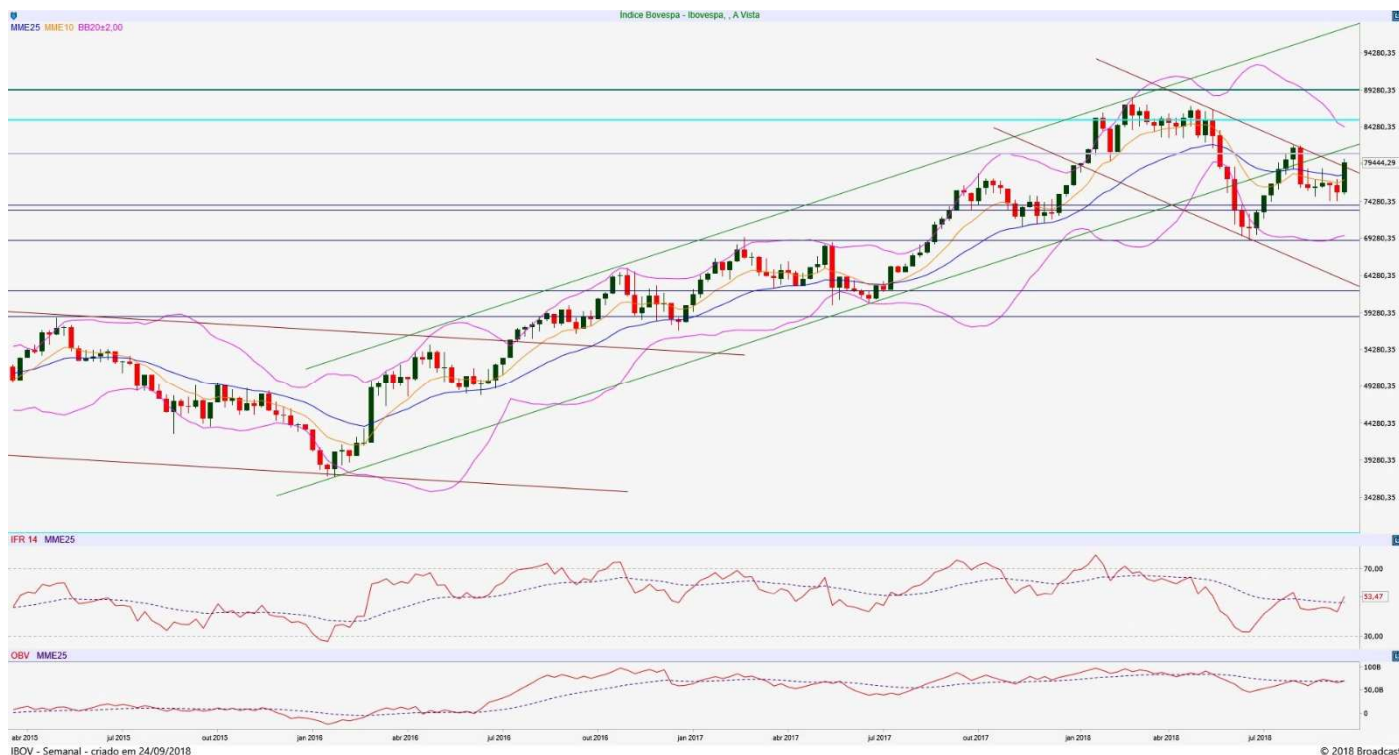 Índice Bovespa - Ibovespa, , A Vista
MME25 MME10 BB20±2,00
94280,35
89280,35
84280,35
79444,29
74280,35
69280,35
64280,35
59280,35
54280,35
49280,35
44280,35
39280,35
34280,35
IFR 14 MME25
70,00
53,47
30,00
OBV MME25
100B
50,0B
0
abr 2015 jul 2015 out 2015 jan 2016 abr 2016 jul 2016 out 2016 jan 2017 abr 2017 jul 2017 out 2017 jan 2018 abr 2018 jul 2018
IBOV - Semanal - criado em 24/09/2018
© 2018 Broadcast